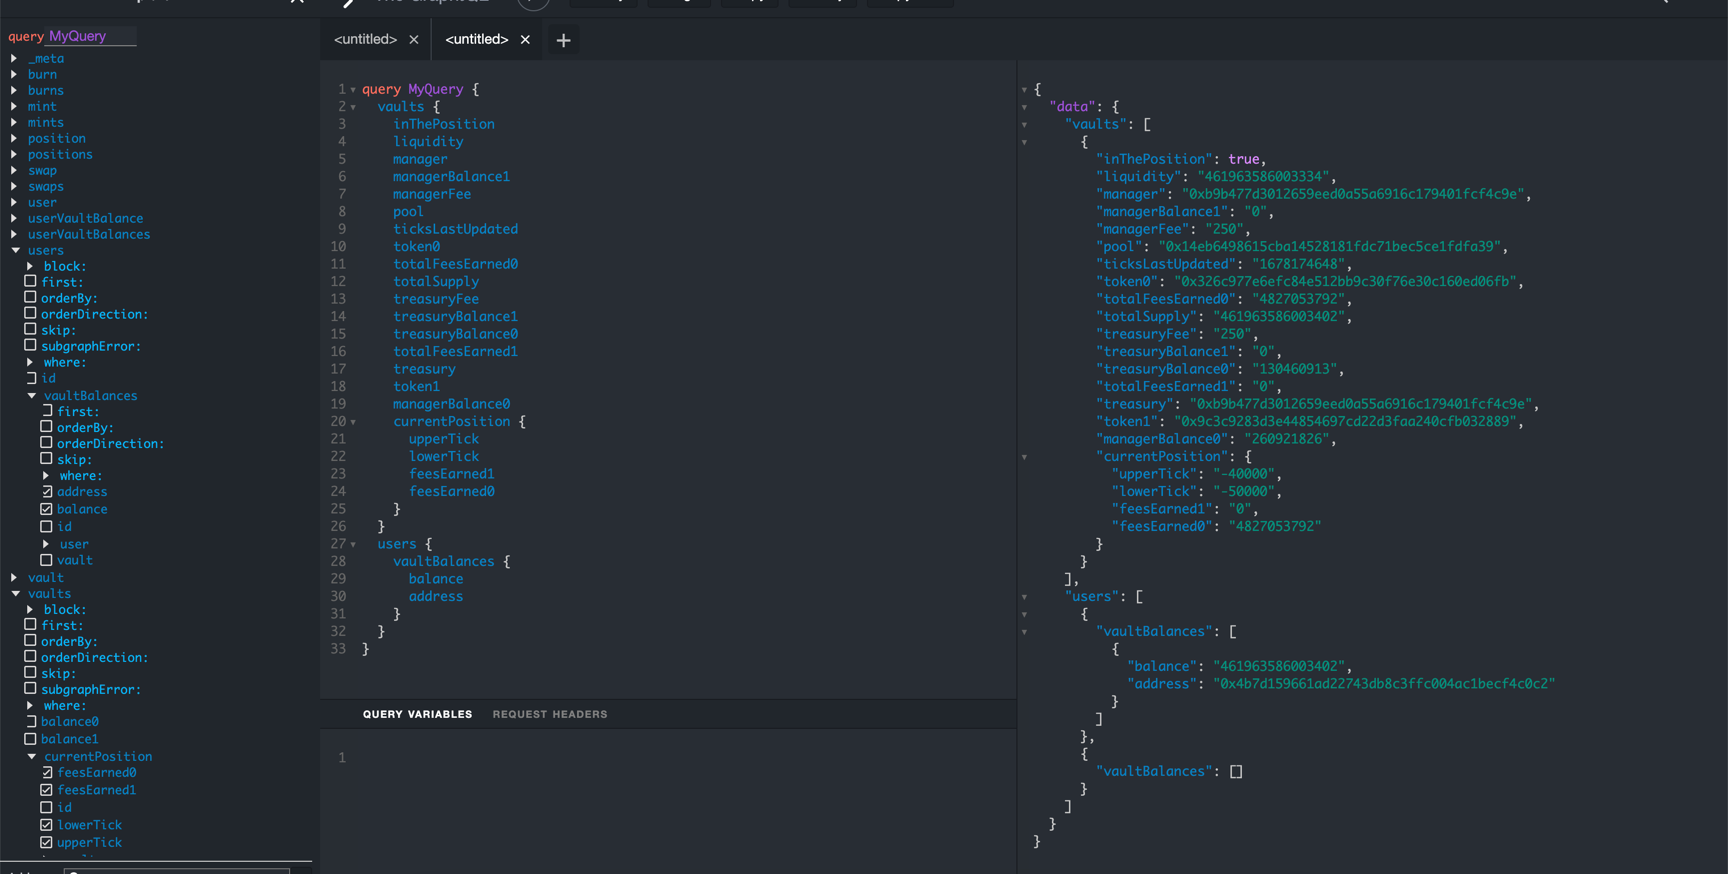 query MyQuery
_meta
burn
burns
mint
mints
position
positions
swap
swaps
user
userVaultBalance
userVaultBalances
users
block:
first:
orderBy:
orderDirection:
skip:
subgraphError:
where:
id
vaultBalances
first:
orderBy:
orderDirection:
skip:
where:
address
balance
id
user
vault
vault
vaults
block:
first:
orderBy:
orderDirection:
skip:
subgraphError:
where:
balance0
balance1
currentPosition
feesEarned0
feesEarned1
id
lowerTick
upperTick
<untitled> ×
<untitled> ×
+
1 query MyQuery {
2 vaults {
3 inThePosition
4 liquidity
5 manager
6 managerBalance1
7 managerFee
8 pool
9 ticksLastUpdated
10 token0
11 totalFeesEarned0
12 totalSupply
13 treasuryFee
14 treasuryBalance1
15 treasuryBalance0
16 totalFeesEarned1
17 treasury
18 token1
19 managerBalance0
20 currentPosition {
21 upperTick
22 lowerTick
23 feesEarned1
24 feesEarned0
25 }
26 }
27 users {
28 vaultBalances {
29 balance
30 address
31 }
32 }
33 }
QUERY VARIABLES REQUEST HEADERS
1
{
"data": {
"vaults": [
{
"inThePosition": true,
"liquidity": "461963586003334",
"manager": "0xb9b477d3012659eed0a55a6916c179401fcf4c9e",
"managerBalance1": "0",
"managerFee": "250",
"pool": "0x14eb6498615cba14528181fdc71bec5ce1fdfa39",
"ticksLastUpdated": "1678174648",
"token0": "0x326c977e6efc84e512bb9c30f76e30c160ed06fb",
"totalFeesEarned0": "4827053792",
"totalSupply": "461963586003402",
"treasuryFee": "250",
"treasuryBalance1": "0",
"treasuryBalance0": "130460913",
"totalFeesEarned1": "0",
"treasury": "0xb9b477d3012659eed0a55a6916c179401fcf4c9e",
"token1": "0x9c3c9283d3e44854697cd22d3faa240cfb032889",
"managerBalance0": "260921826",
"currentPosition": {
"upperTick": "-40000",
"lowerTick": "-50000",
"feesEarned1": "0",
"feesEarned0": "4827053792"
}
}
],
"users": [
{
"vaultBalances": [
{
"balance": "461963586003402",
"address": "0x4b7d159661ad22743db8c3ffc004ac1becf4c0c2"
}
]
},
{
"vaultBalances": []
}
]
}
}